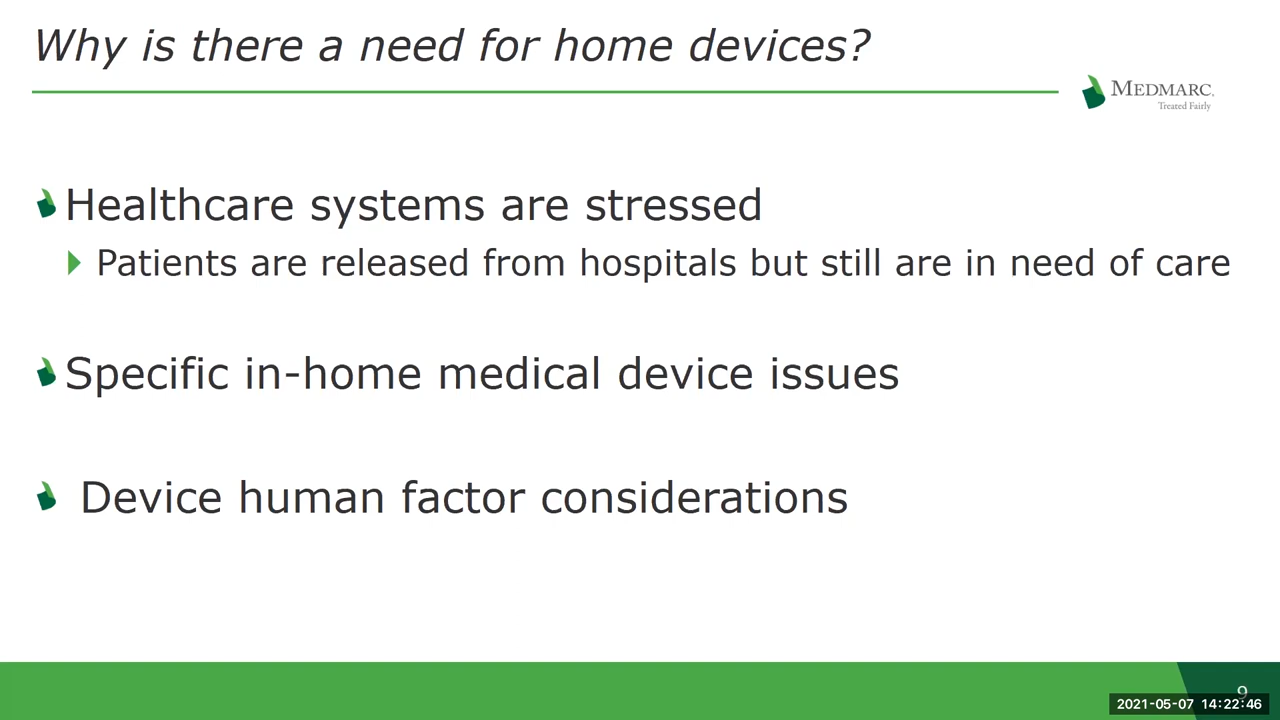 Why is there a need for home devices?
MEDMARC.
Treated Fairly
Healthcare systems are stressed
Patients are released from hospitals but still are in need of care
Specific in-home medical device issues
Device human factor considerations
9
2021-05-07 14:22:46